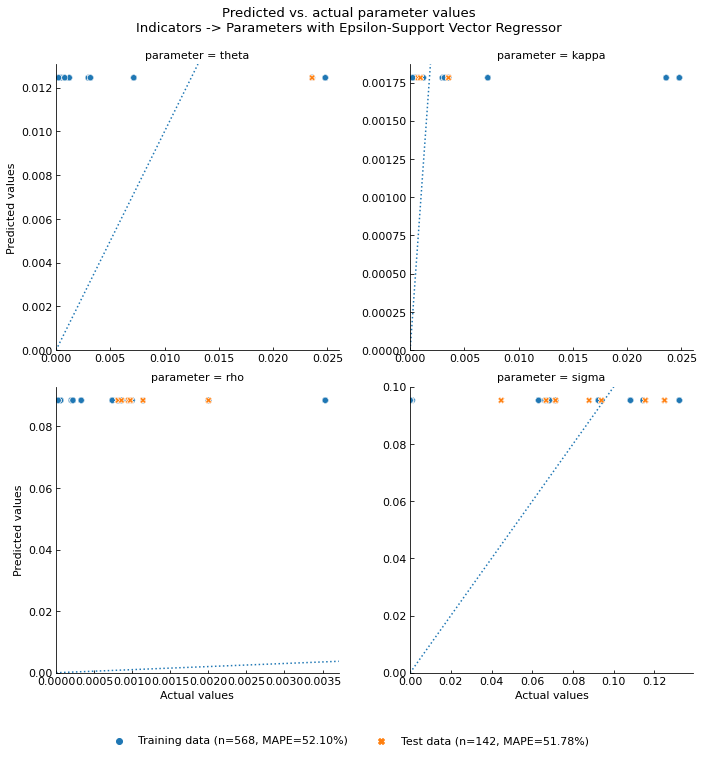 Predicted vs. actual parameter values
Indicators -> Parameters with Epsilon-Support Vector Regressor
parameter = theta
parameter = kappa
Predicted values
0.012
0.010
0.008
0.006
0.004
0.002
0.000
0.000 0.005 0.010 0.015 0.020 0.025
0.00175
0.00150
0.00125
0.00100
0.00075
0.00050
0.00025
0.00000
0.000 0.005 0.010 0.015 0.020 0.025
parameter = rho
parameter = sigma
Predicted values
0.08
0.06
0.04
0.02
0.00
0.0000 0.0005 0.0010 0.0015 0.0020 0.0025 0.0030 0.0035
Actual values
0.10
0.08
0.06
0.04
0.02
0.00
0.00 0.02 0.04 0.06 0.08 0.10 0.12
Actual values
Training data (n=568, MAPE=52.10%)
Test data (n=142, MAPE=51.78%)